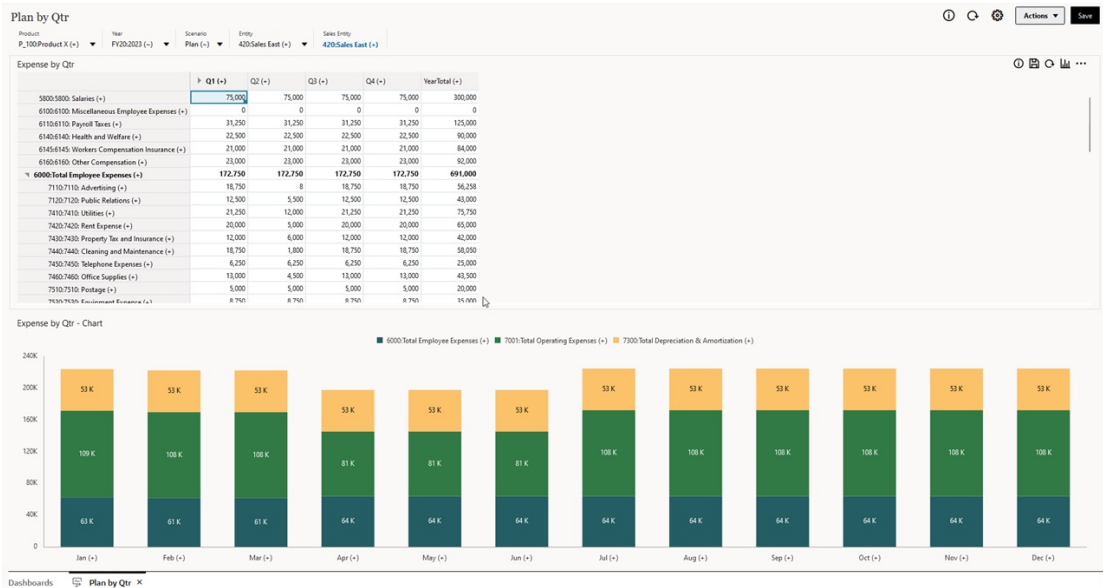 Plan by Qtr
Actions ▼ Save
Product Year Scenario Entity Sales Entity
P_100:Product X (+) ▼ FY20:2023 (~) ▼ Plan (~) ▼ 420:Sales East (+) ▼ 420:Sales East (+)
Expense by Qtr
Q1 (+) Q2 (+) Q3 (+) Q4 (+) YearTotal (+)
5800:5800: Salaries (+) 75,000 75,000 75,000 75,000 300,000
6100:6100: Miscellaneous Employee Expenses (+) 0 0 0 0 0
6110:6110: Payroll Taxes (+) 31,250 31,250 31,250 31,250 125,000
6140:6140: Health and Welfare (+) 22,500 22,500 22,500 22,500 90,000
6145:6145: Workers Compensation Insurance (+) 21,000 21,000 21,000 21,000 84,000
6160:6160: Other Compensation (+) 23,000 23,000 23,000 23,000 92,000
6000:Total Employee Expenses (+) 172,750 172,750 172,750 172,750 691,000
7110:7110: Advertising (+) 18,750 8 18,750 18,750 56,258
7120:7120: Public Relations (+) 12,500 5,500 12,500 12,500 43,000
7410:7410: Utilities (+) 21,250 12,000 21,250 21,250 75,750
7420:7420: Rent Expense (+) 20,000 5,000 20,000 20,000 65,000
7430:7430: Property Tax and Insurance (+) 12,000 6,000 12,000 12,000 42,000
7440:7440: Cleaning and Maintenance (+) 18,750 1,800 18,750 18,750 58,050
7450:7450: Telephone Expenses (+) 6,250 6,250 6,250 6,250 25,000
7460:7460: Office Supplies (+) 13,000 4,500 13,000 13,000 43,500
7510:7510: Postage (+) 5,000 5,000 5,000 5,000 20,000
7530:7530: Equipment Expense (+) 8,750 8,750 8,750 8,750 35,000
Expense by Qtr - Chart
6000:Total Employee Expenses (+) 7001:Total Operating Expenses (+) 7300:Total Depreciation & Amortization (+)
240K
200K
160K
120K
80K
40K
0
53 K 53 K 53 K 53 K 53 K 53 K 53 K 53 K 53 K 53 K 53 K 53 K
109 K 108 K 108 K 81 K 81 K 81 K 108 K 108 K 108 K 108 K 108 K 108 K
63 K 61 K 61 K 64 K 64 K 64 K 64 K 64 K 64 K 64 K 64 K 64 K
Jan (+) Feb (+) Mar (+) Apr (+) May (+) Jun (+) Jul (+) Aug (+) Sep (+) Oct (+) Nov (+) Dec (+)
Dashboards Plan by Qtr ×